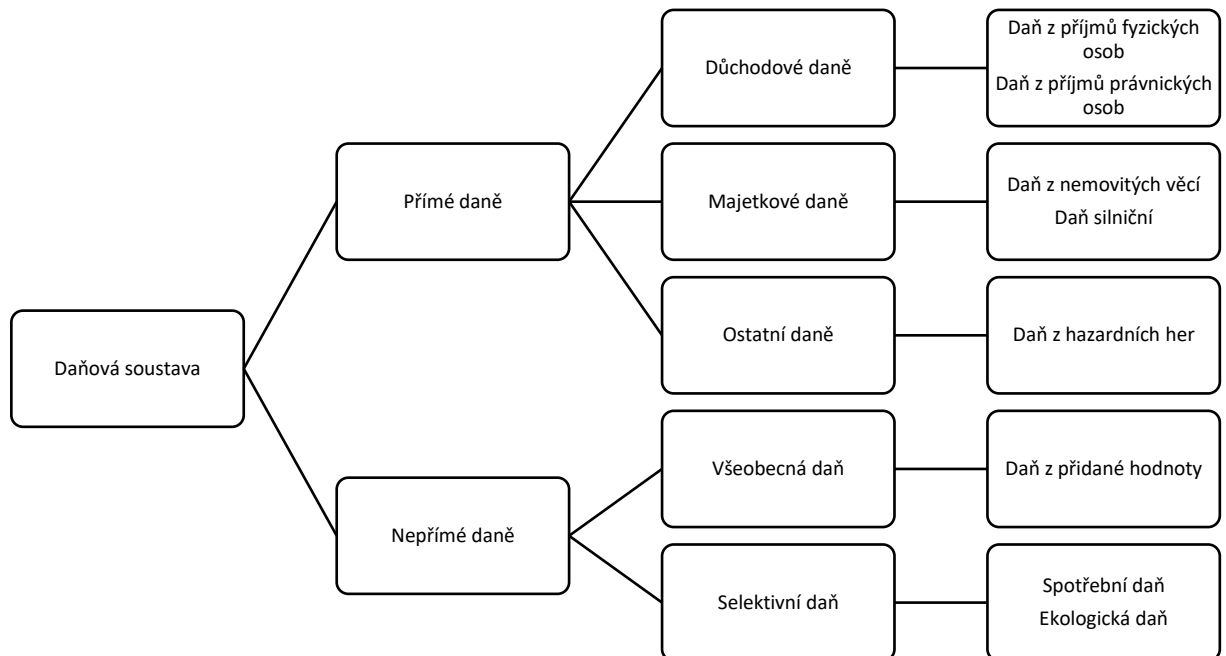 Daňová soustava
Přímé daně
Důchodové daně
Daň z příjmů fyzických
osob
Daň z příjmů právnických
osob
Majetkové daně
Daň z nemovitých věcí
Daň silniční
Ostatní daně
Daň z hazardních her
Nepřímé daně
Všeobecná daň
Daň z přidané hodnoty
Selektivní daň
Spotřební daň
Ekologická daň